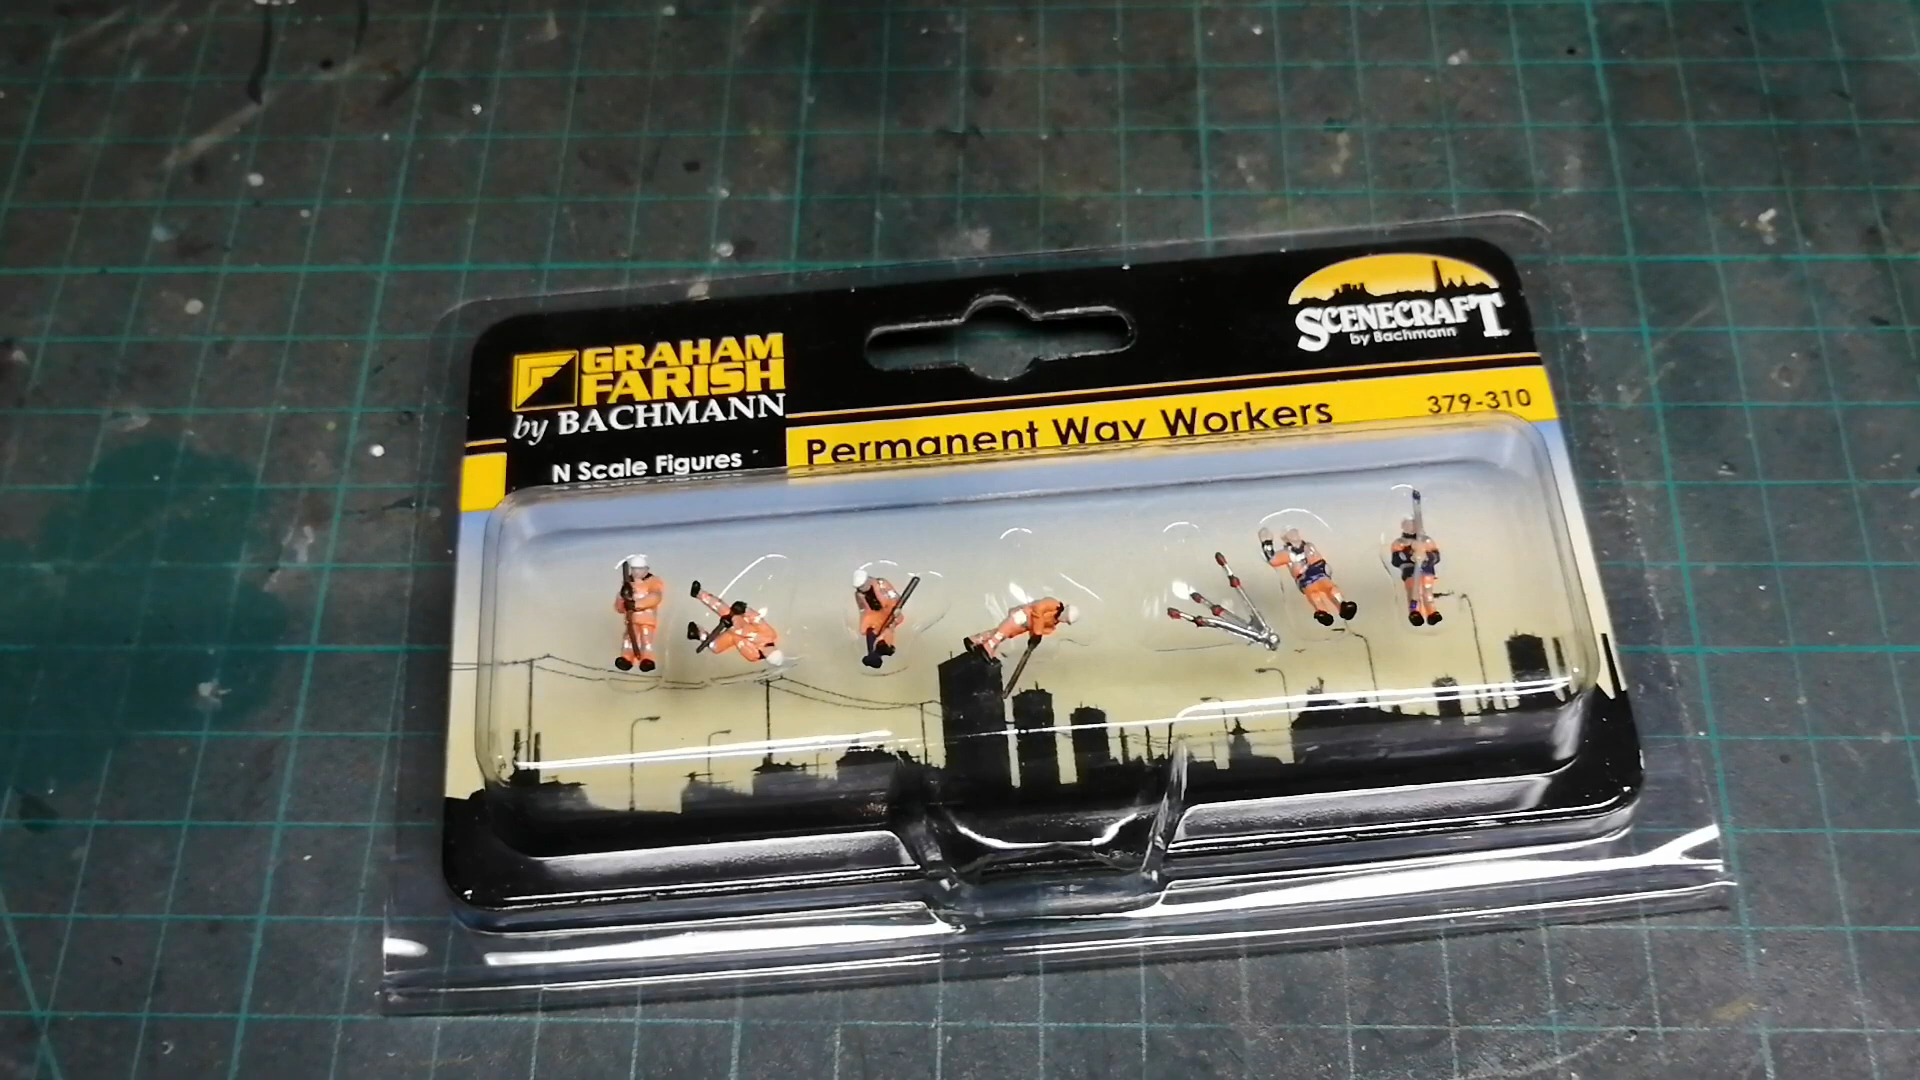 GRAHAM
FARISH
by BACHMANN
N Scale Figures
SCENECRAFT
by Bachmann
Permanent Way Workers
379-310